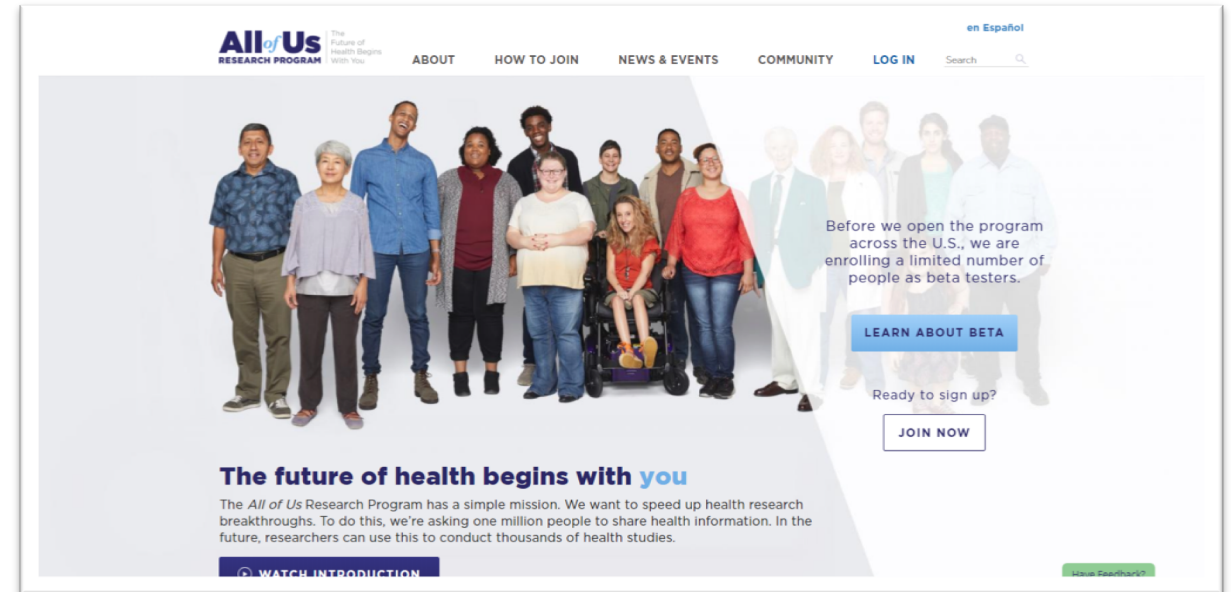 en Español
All of Us
RESEARCH PROGRAM
The
Future of
Health Begins
With You
ABOUT
HOW TO JOIN
NEWS & EVENTS
COMMUNITY
LOG IN
Search
Before we open the program
across the U.S., we are
enrolling a limited number of
people as beta testers.
LEARN ABOUT BETA
Ready to sign up?
JOIN NOW
The future of health begins with you
The All of Us Research Program has a simple mission. We want to speed up health research
breakthroughs. To do this, we're asking one million people to share health information. In the
future, researchers can use this to conduct thousands of health studies.
WATCH INTRODUCTION
Have Feedback?